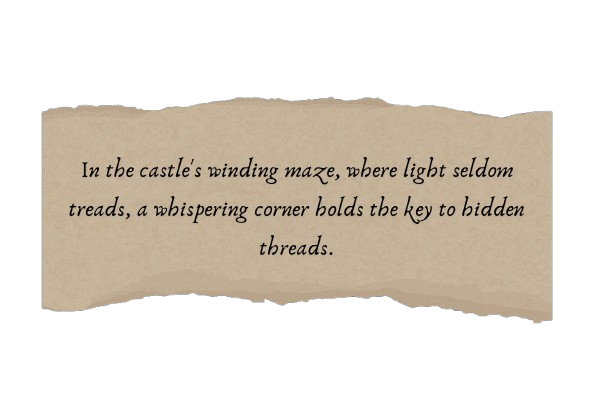 In the castle's winding maze, where light seldom
treads, a whispering corner holds the key to hidden
threads.